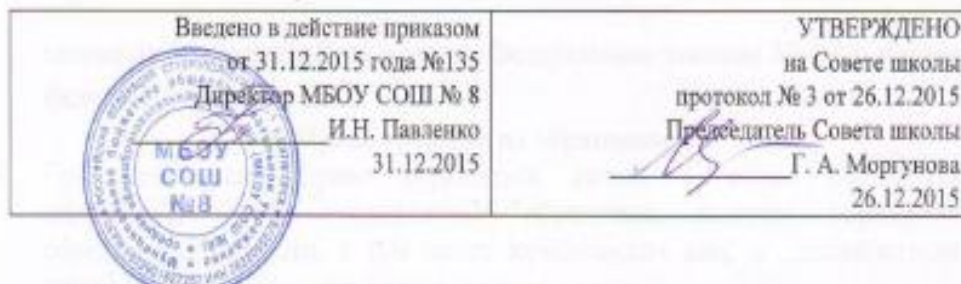 Введено в действие приказом
от 31.12.2015 года №135
Директор МБОУ СОШ № 8
И.Н. Павленко
31.12.2015
МБОУ
СОШ
№8
УТВЕРЖДЕНО
на Совете школы
протокол № 3 от 26.12.2015
Председатель Совета школы
Г. А. Моргунова
26.12.2015